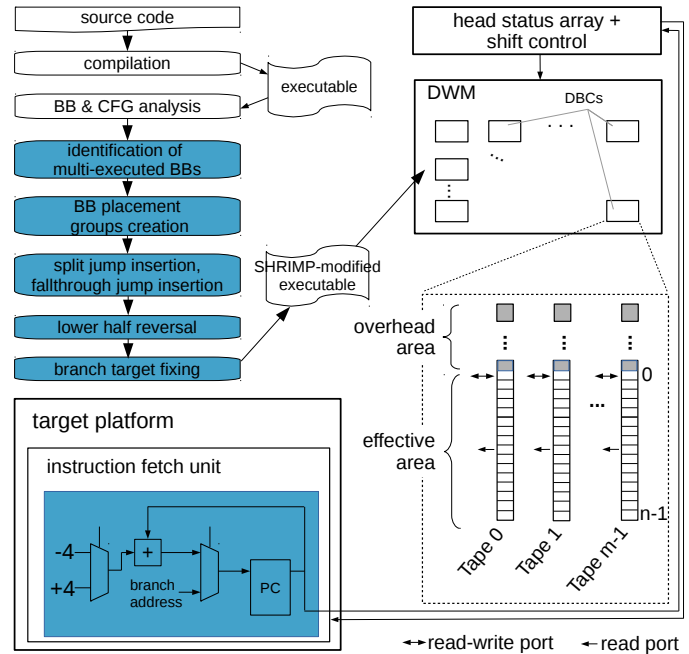 source code
compilation
executable
BB & CFG analysis
identification of
multi-executed BBs
BB placement
groups creation
split jump insertion,
fallthrough jump insertion
SHRIMP-modified
executable
lower half reversal
branch target fixing
head status array +
shift control
DWM
DBCs
. . .
overhead
area
0
effective
area
...
n-1
Tape 0
Tape 1
Tape m-1
target platform
instruction fetch unit
-4
+
+4
branch
address
PC
read-write port
read port